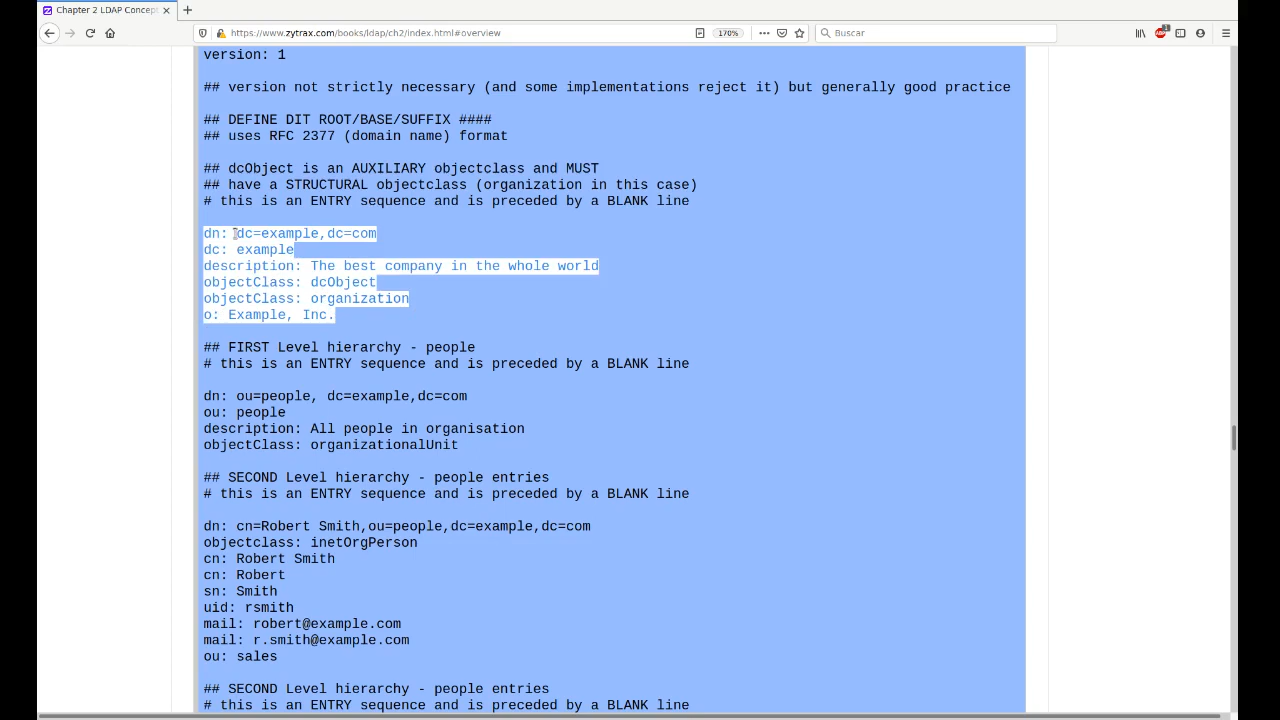 Chapter 2 LDAP Concep
https://www.zytrax.com/books/ldap/ch2/index.html#overview
170%
Buscar
version: 1
## version not strictly necessary (and some implementations reject it) but generally good practice
## DEFINE DIT ROOT/BASE/SUFFIX ####
## uses RFC 2377 (domain name) format
## dcObject is an AUXILIARY objectclass and MUST
## have a STRUCTURAL objectclass (organization in this case)
# this is an ENTRY sequence and is preceded by a BLANK line
dn: dc=example,dc=com
dc: example
description: The best company in the whole world
objectClass: dcObject
objectClass: organization
o: Example, Inc.
## FIRST Level hierarchy - people
# this is an ENTRY sequence and is preceded by a BLANK line
dn: ou=people, dc=example,dc=com
ou: people
description: All people in organisation
objectClass: organizationalUnit
## SECOND Level hierarchy - people entries
# this is an ENTRY sequence and is preceded by a BLANK line
dn: cn=Robert Smith,ou=people,dc=example,dc=com
objectclass: inetOrgPerson
cn: Robert Smith
cn: Robert
sn: Smith
uid: rsmith
mail: robert@example.com
mail: r.smith@example.com
ou: sales
## SECOND Level hierarchy - people entries
# this is an ENTRY sequence and is preceded by a BLANK line